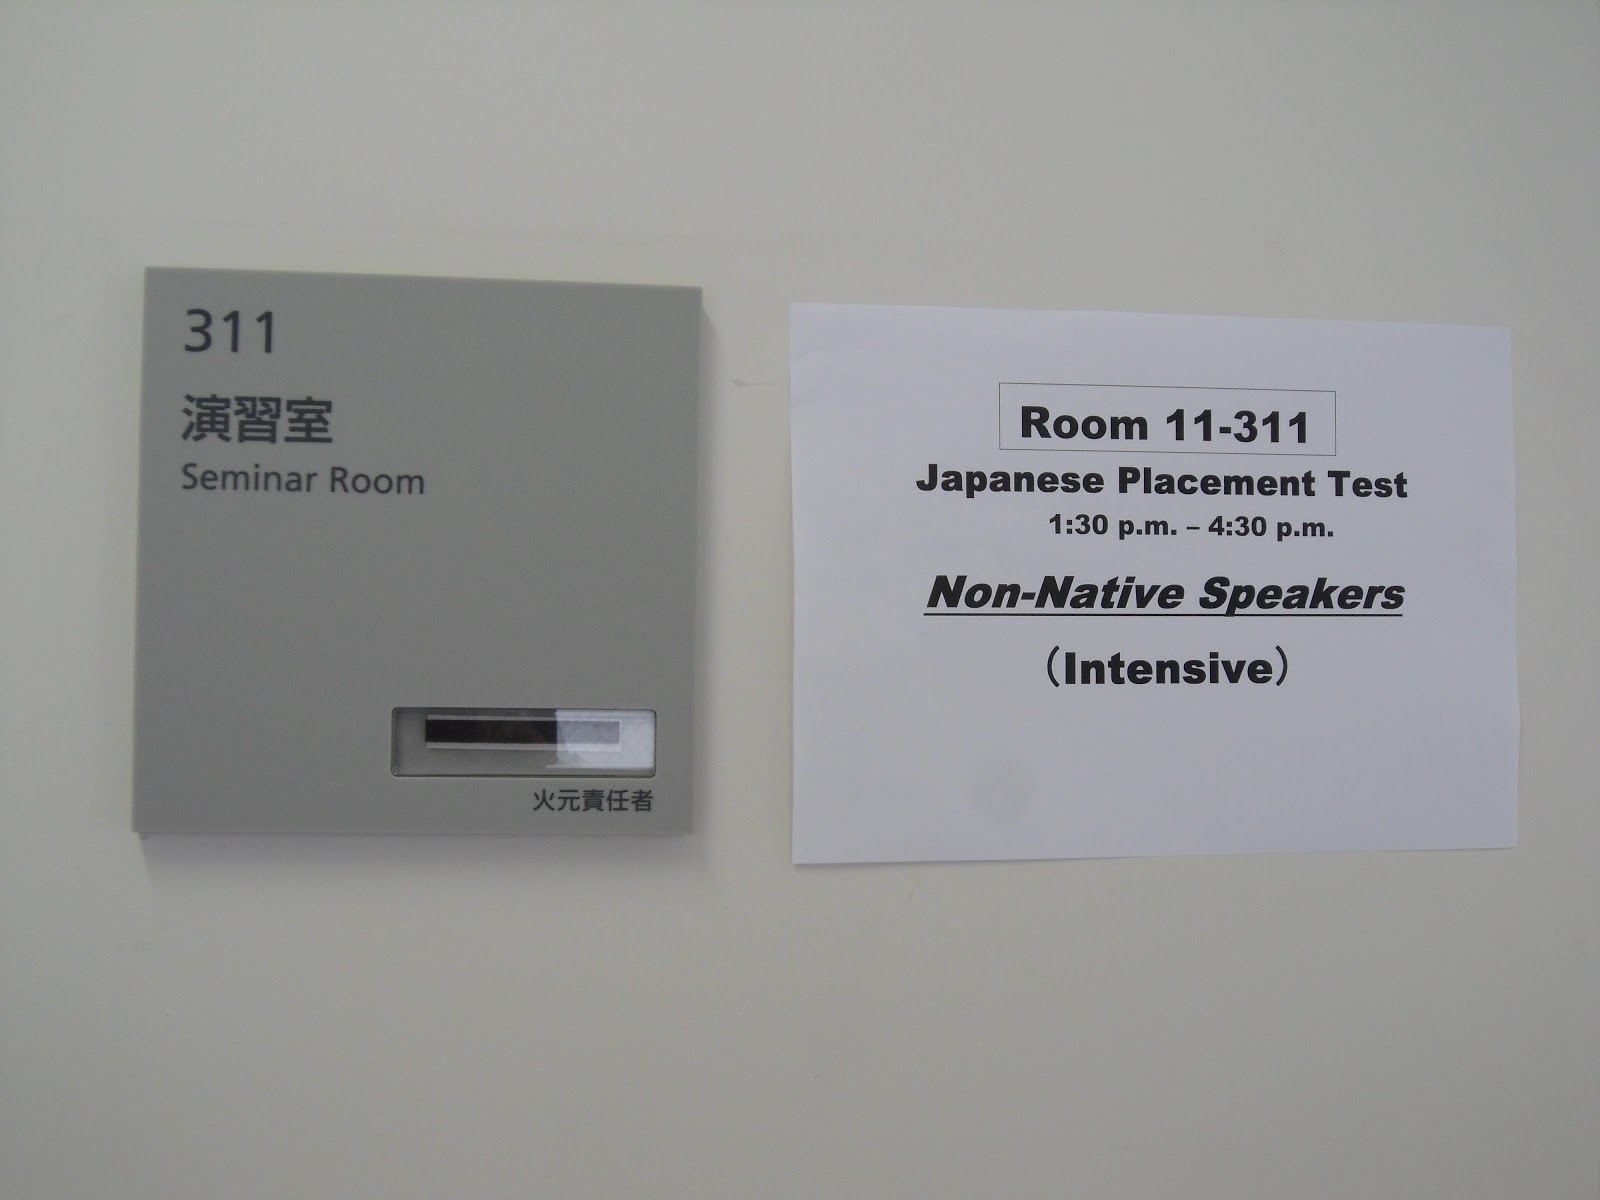 311
演習室
Seminar Room
火元責任者
Room 11-311
Japanese Placement Test
1:30 p.m. – 4:30 p.m.
Non-Native Speakers
（Intensive）